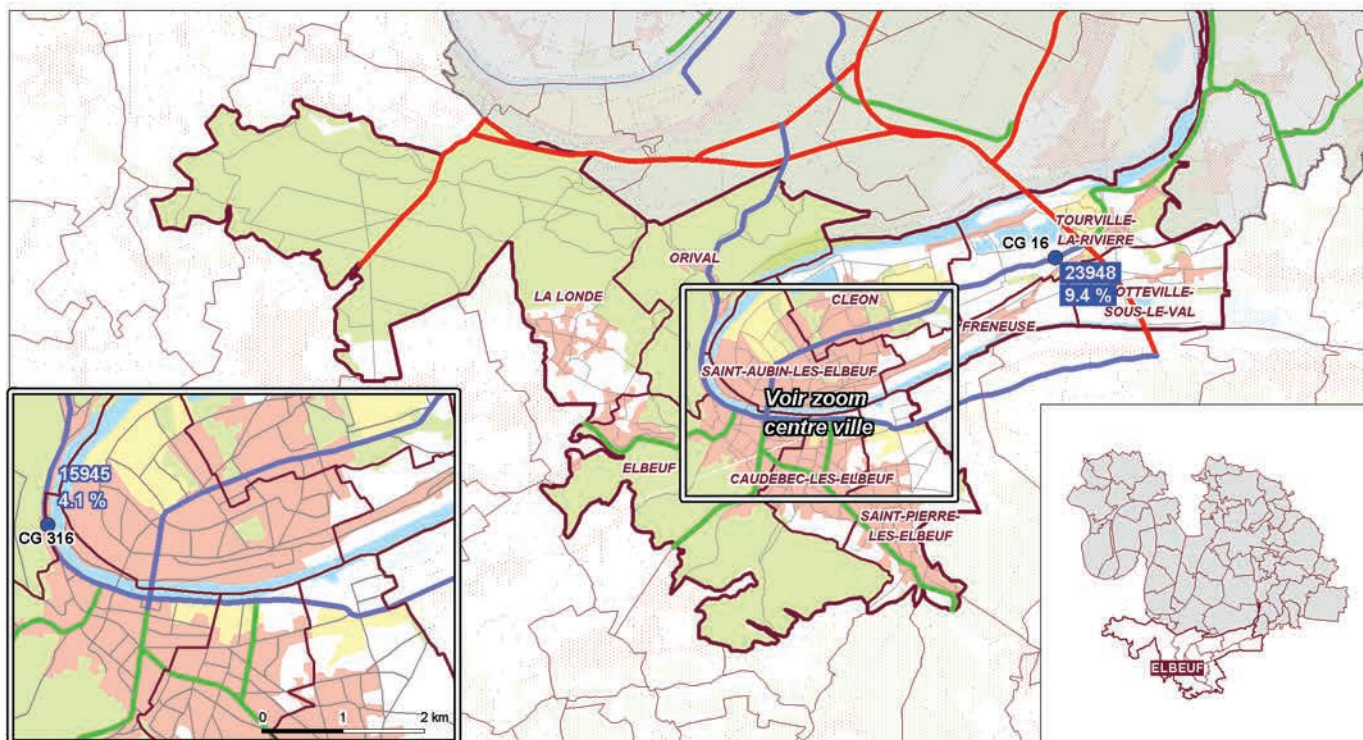 ORIVAL
TOURVILLE-
LA-RIVIERE
CG 16
23948
9.4 %
OTTEVILLE-
SOUS-LE-VAL
LA LONDE
CLEON
FRENEUSE
SAINT-AUBIN-LES-ELBEUF
Voir zoom
centre ville
ELBEUF
CAUDEBEC-LES-ELBEUF
SAINT-PIERRE-
LES-ELBEUF
15945
4.1 %
CG 316
0 1 2 km
ELBEUF